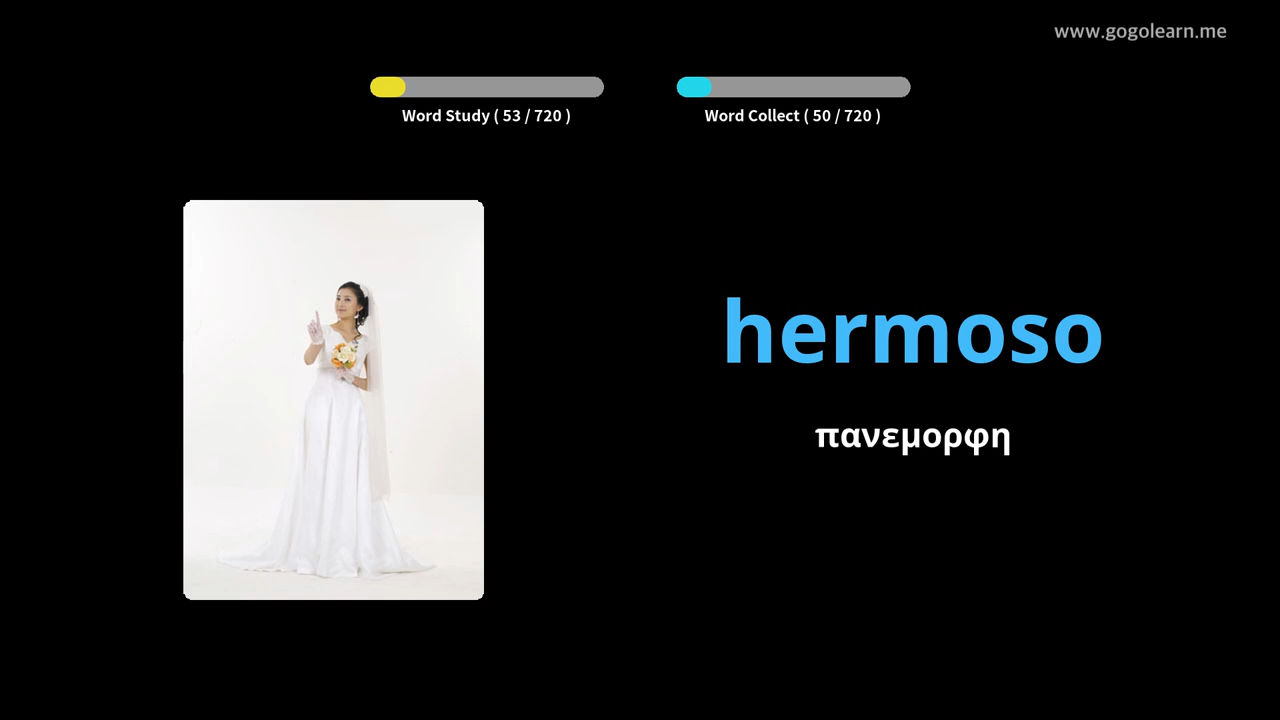 www.gogolearn.me
Word Study ( 53 / 720 )
Word Collect ( 50 / 720 )
hermoso
πανεμορφη